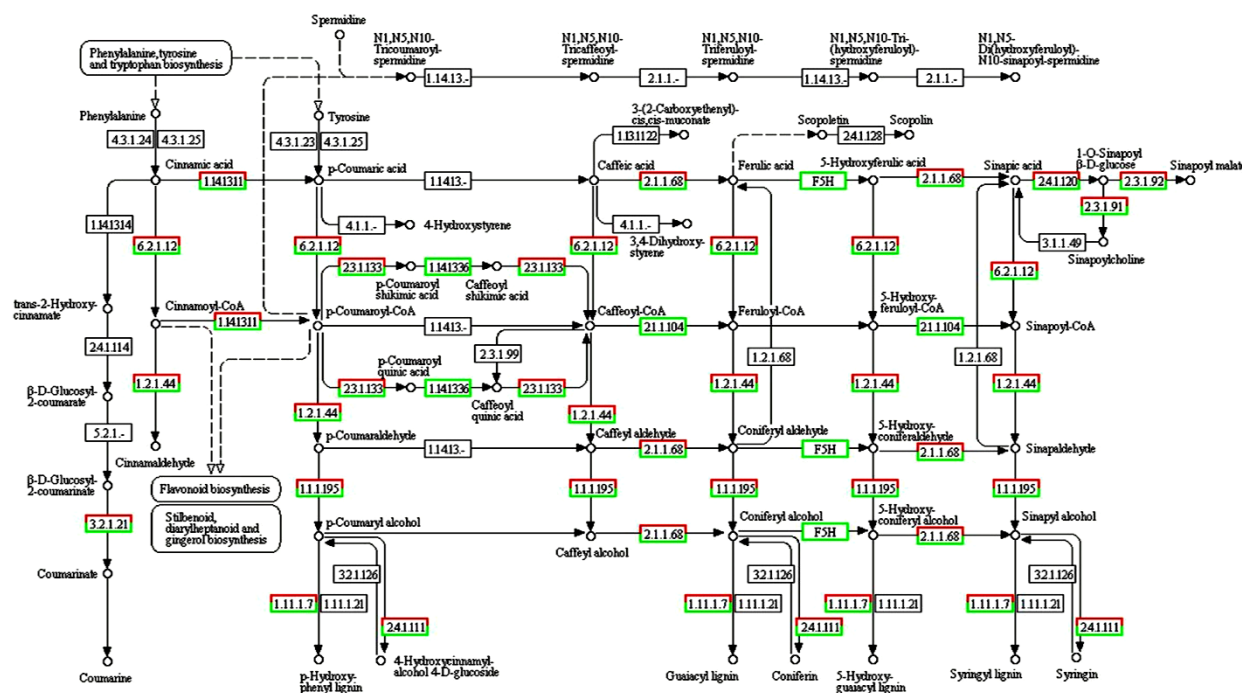 Spermidine
N1,N5,N10-
Tricoumaroyl-
spermidine
N1,N5,N10-
Tricaffeoyl-
spermidine
N1,N5,N10-
Triferuloyl-
spermidine
N1,N5,N10-Tri-
(hydroxyferuloyl)-
spermidine
N1,N5-
Di(hydroxyferuloyl)-
N10-sinapoyl-spermidine
Phenylalanine, tyrosine
and tryptophan biosynthesis
1.14.13.-
2.1.1.-
1.14.13.-
2.1.1.-
Phenylalanine
Tyrosine
3-(2-Carboxyethenyl)-
cis,cis-muconate
Scopoletin
Scopolin
4.3.1.24
4.3.1.25
4.3.1.23
4.3.1.25
1.13.11.22
2.4.1.128
Cinnamic acid
p-Coumaric acid
Caffeic acid
Ferulic acid
5-Hydroxyferulic acid
Sinapic acid
1-O-Sinapoyl
β-D-glucose
Sinapoyl malate
1.14.13.11
1.14.13.-
2.1.1.68
F5H
2.1.1.68
2.4.1.120
2.3.1.92
1.14.13.14
4.1.1.-
4-Hydroxystyrene
4.1.1.-
3,4-Dihydroxy-
styrene
2.3.1.91
3.1.1.49
Sinapoylcholine
6.2.1.12
6.2.1.12
6.2.1.12
6.2.1.12
6.2.1.12
6.2.1.12
2.3.1.133
1.14.13.36
2.3.1.133
p-Coumaroyl
shikimic acid
Caffeoyl
shikimic acid
trans-2-Hydroxy-
cinnamate
Cinnamoyl-CoA
p-Coumaroyl-CoA
Caffeoyl-CoA
Feruloyl-CoA
5-Hydroxy-
feruloyl-CoA
Sinapoyl-CoA
1.14.13.11
1.14.13.-
2.1.1.104
2.1.1.104
2.4.1.114
2.3.1.99
1.2.1.68
1.2.1.68
p-Coumaroyl
quinic acid
1.2.1.44
2.3.1.133
1.14.13.36
2.3.1.133
1.2.1.44
1.2.1.44
1.2.1.44
β-D-Glucosyl-
2-coumarate
Caffeoyl
quinic acid
1.2.1.44
1.2.1.44
5.2.1.-
Cinnamaldehyde
p-Coumaraldehyde
Caffeyl aldehyde
Coniferyl aldehyde
5-Hydroxy-
coniferaldehyde
Sinapaldehyde
1.14.13.-
2.1.1.68
F5H
2.1.1.68
β-D-Glucosyl-
2-coumarinate
Flavonoid biosynthesis
1.1.1.195
1.1.1.195
1.1.1.195
1.1.1.195
1.1.1.195
Stilbenoid,
diarylheptanoid and
gingerol biosynthesis
3.2.1.21
p-Coumaryl alcohol
Caffeyl alcohol
Coniferyl alcohol
5-Hydroxy-
coniferyl alcohol
Sinapyl alcohol
2.1.1.68
F5H
2.1.1.68
Coumarinate
3.2.1.126
3.2.1.126
3.2.1.126
1.11.1.7
1.11.1.21
1.11.1.7
1.11.1.21
1.11.1.7
1.11.1.21
1.11.1.7
1.11.1.21
2.4.1.111
2.4.1.111
2.4.1.111
Coumarine
p-Hydroxy-
phenyl lignin
4-Hydroxycinnamyl-
alcohol 4-D-glucoside
Guaiacyl lignin
Coniferin
5-Hydroxy-
guaiacyl lignin
Syringyl lignin
Syringin